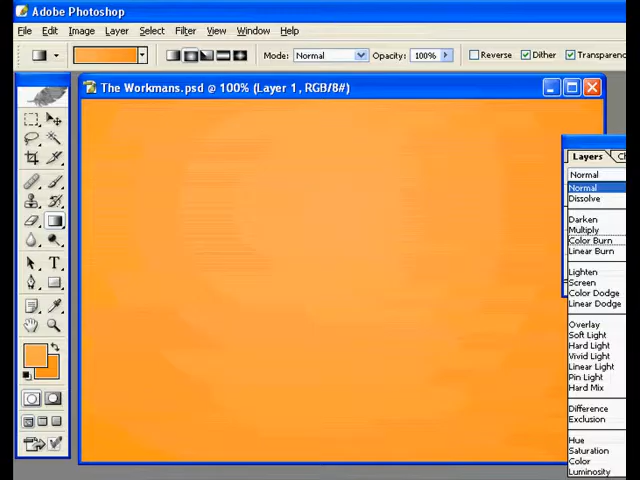 Adobe Photoshop
File Edit Image Layer Select Filter View Window Help
Mode: Normal Opacity: 100% Reverse Dither
The Workmans.psd @ 100% (Layer 1, RGB/8#)
Layers
Normal
Normal
Dissolve
Darken
Multiply
Color Burn
Linear Burn
Lighten
Screen
Color Dodge
Linear Dodge
Overlay
Soft Light
Hard Light
Vivid Light
Linear Light
Pin Light
Hard Mix
Difference
Exclusion
Hue
Saturation
Color
Luminosity